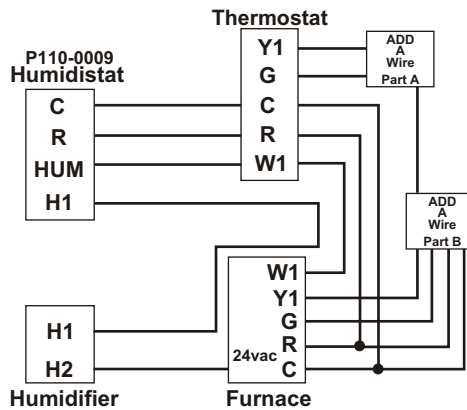 Thermostat
Y1
G
C
R
W1
ADD
A
Wire
Part A
P110-0009
Humidistat
C
R
HUM
H1
ADD
A
Wire
Part B
H1
H2
Humidifier
W1
Y1
G
R
C
24vac
Furnace